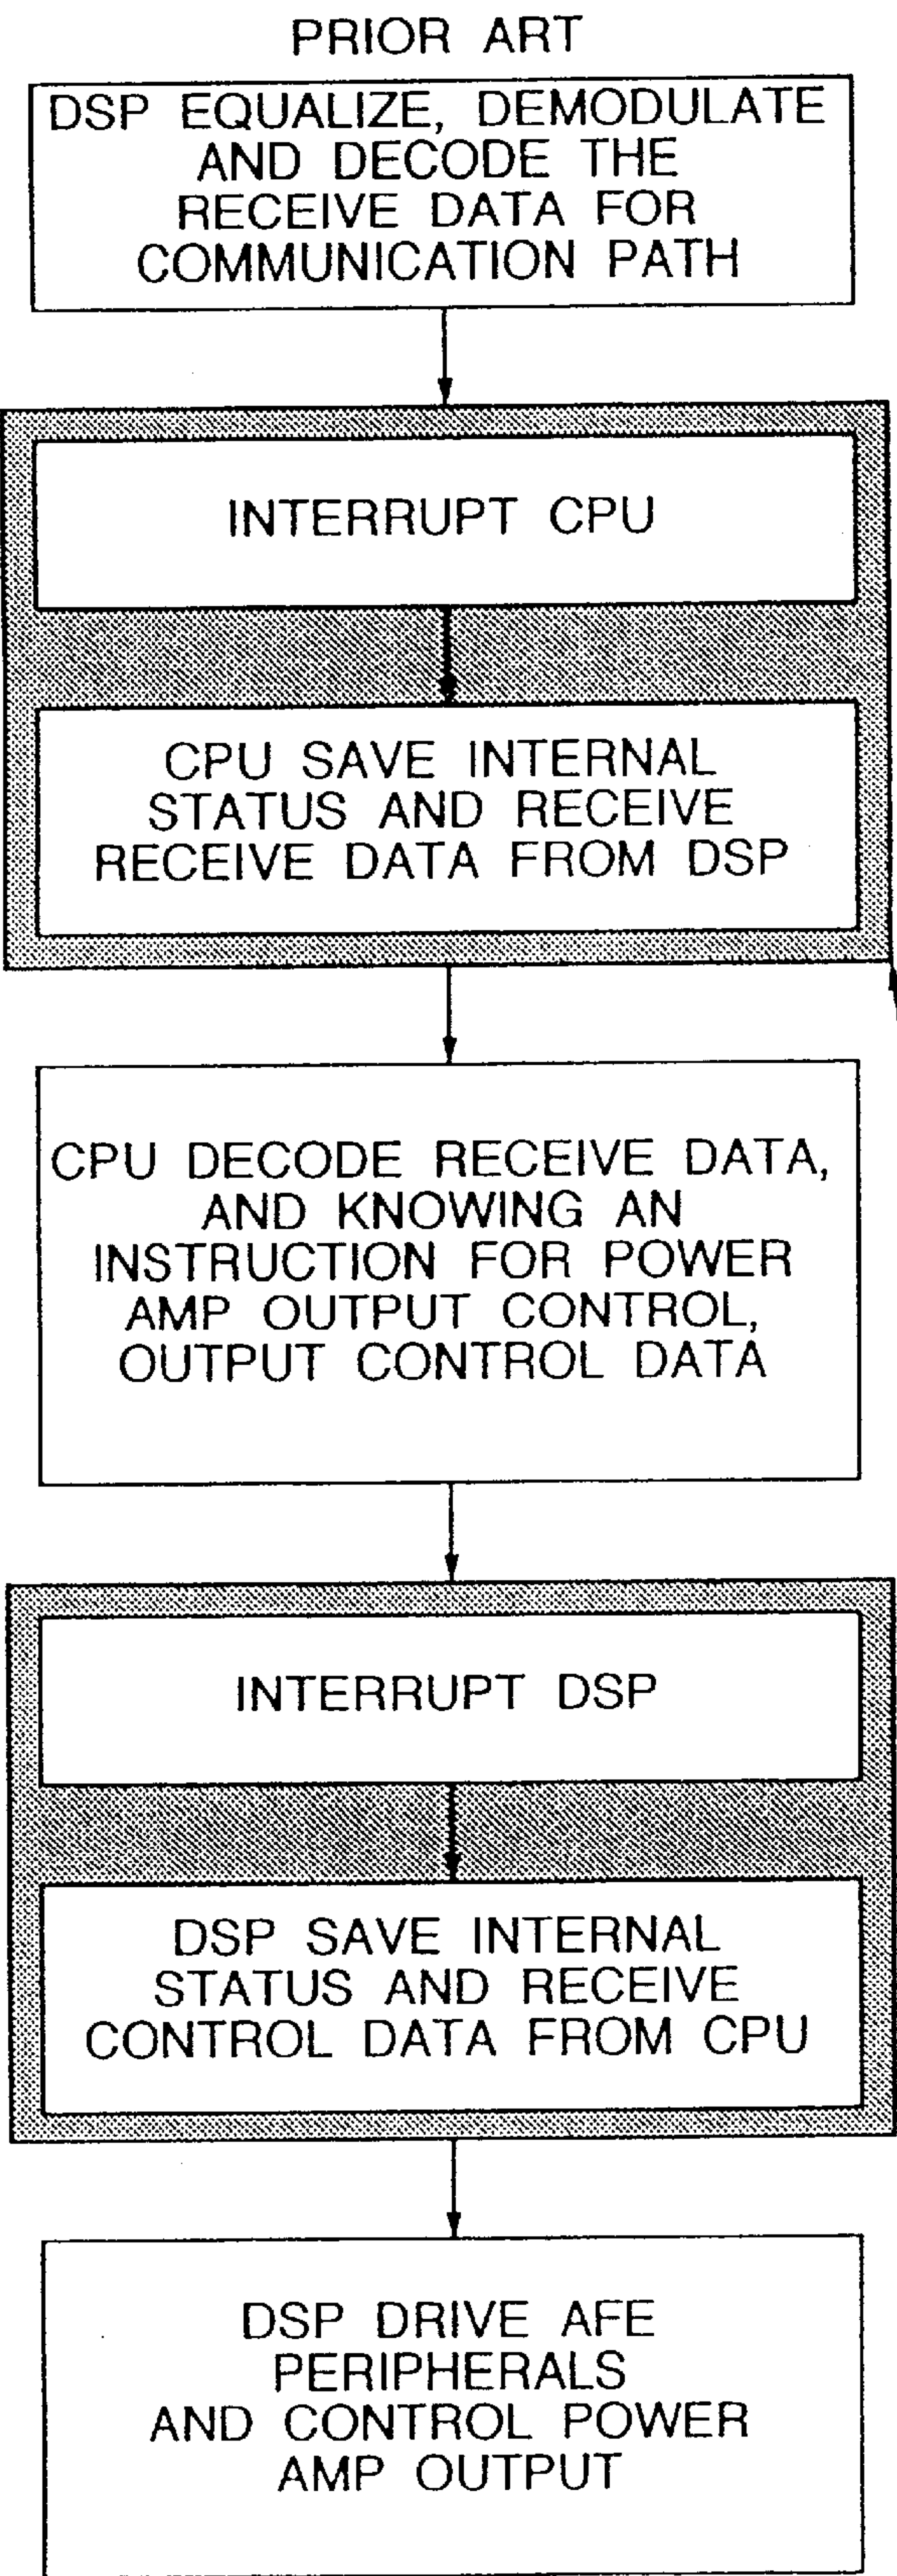 PRIOR ART
DSP EQUALIZE, DEMODULATE
AND DECODE THE
RECEIVE DATA FOR
COMMUNICATION PATH
INTERRUPT CPU
CPU SAVE INTERNAL
STATUS AND RECEIVE
RECEIVE DATA FROM DSP
CPU DECODE RECEIVE DATA,
AND KNOWING AN
INSTRUCTION FOR POWER
AMP OUTPUT CONTROL,
OUTPUT CONTROL DATA
INTERRUPT DSP
DSP SAVE INTERNAL
STATUS AND RECEIVE
CONTROL DATA FROM CPU
DSP DRIVE AFE
PERIPHERALS
AND CONTROL POWER
AMP OUTPUT